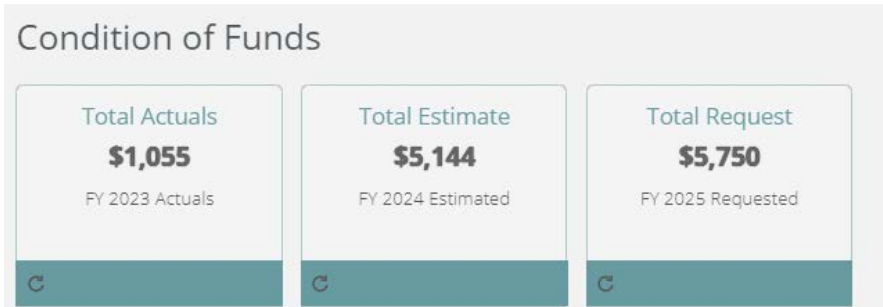 Condition of Funds
Total Actuals
$1,055
FY 2023 Actuals
Total Estimate
$5,144
FY 2024 Estimated
Total Request
$5,750
FY 2025 Requested